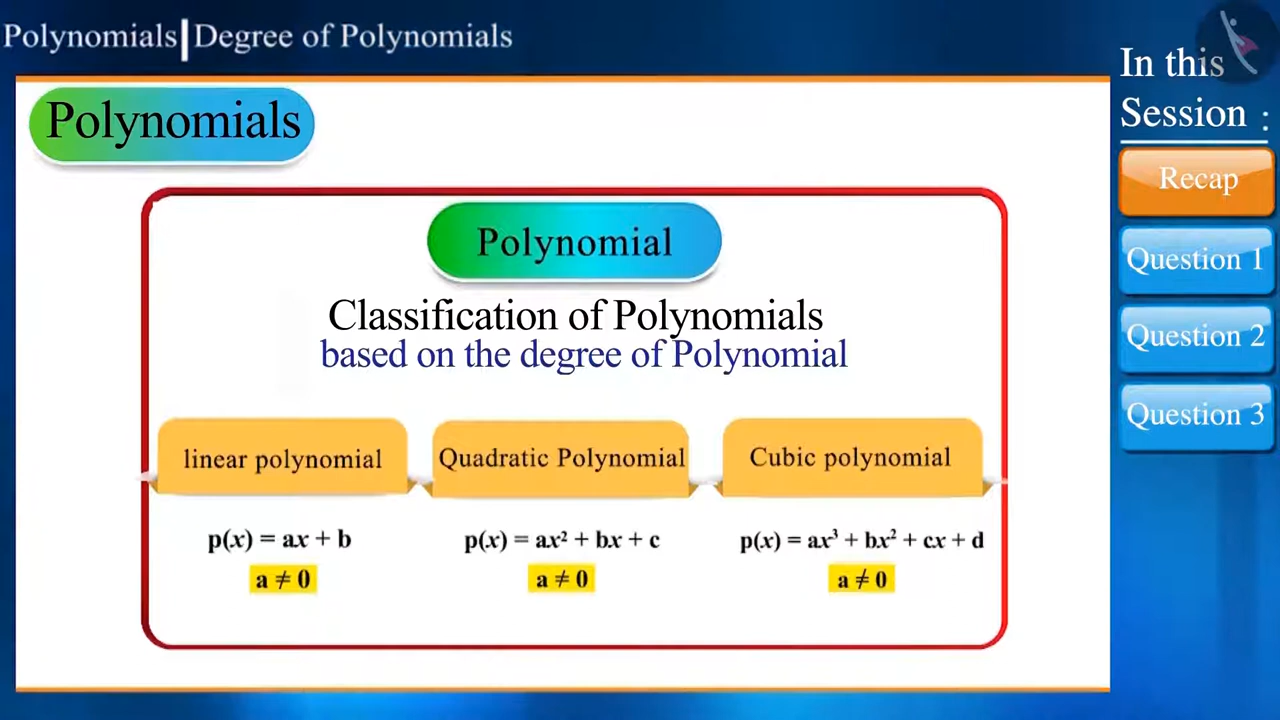 Polynomials|Degree of Polynomials
In this
Session :
Recap
Question 1
Question 2
Question 3
Polynomials
Polynomial
Classification of Polynomials
based on the degree of Polynomial
linear polynomial
Quadratic Polynomial
Cubic polynomial
p(x) = ax + b
p(x) = ax² + bx + c
p(x) = ax³ + bx² + cx + d
a ≠ 0
a ≠ 0
a ≠ 0